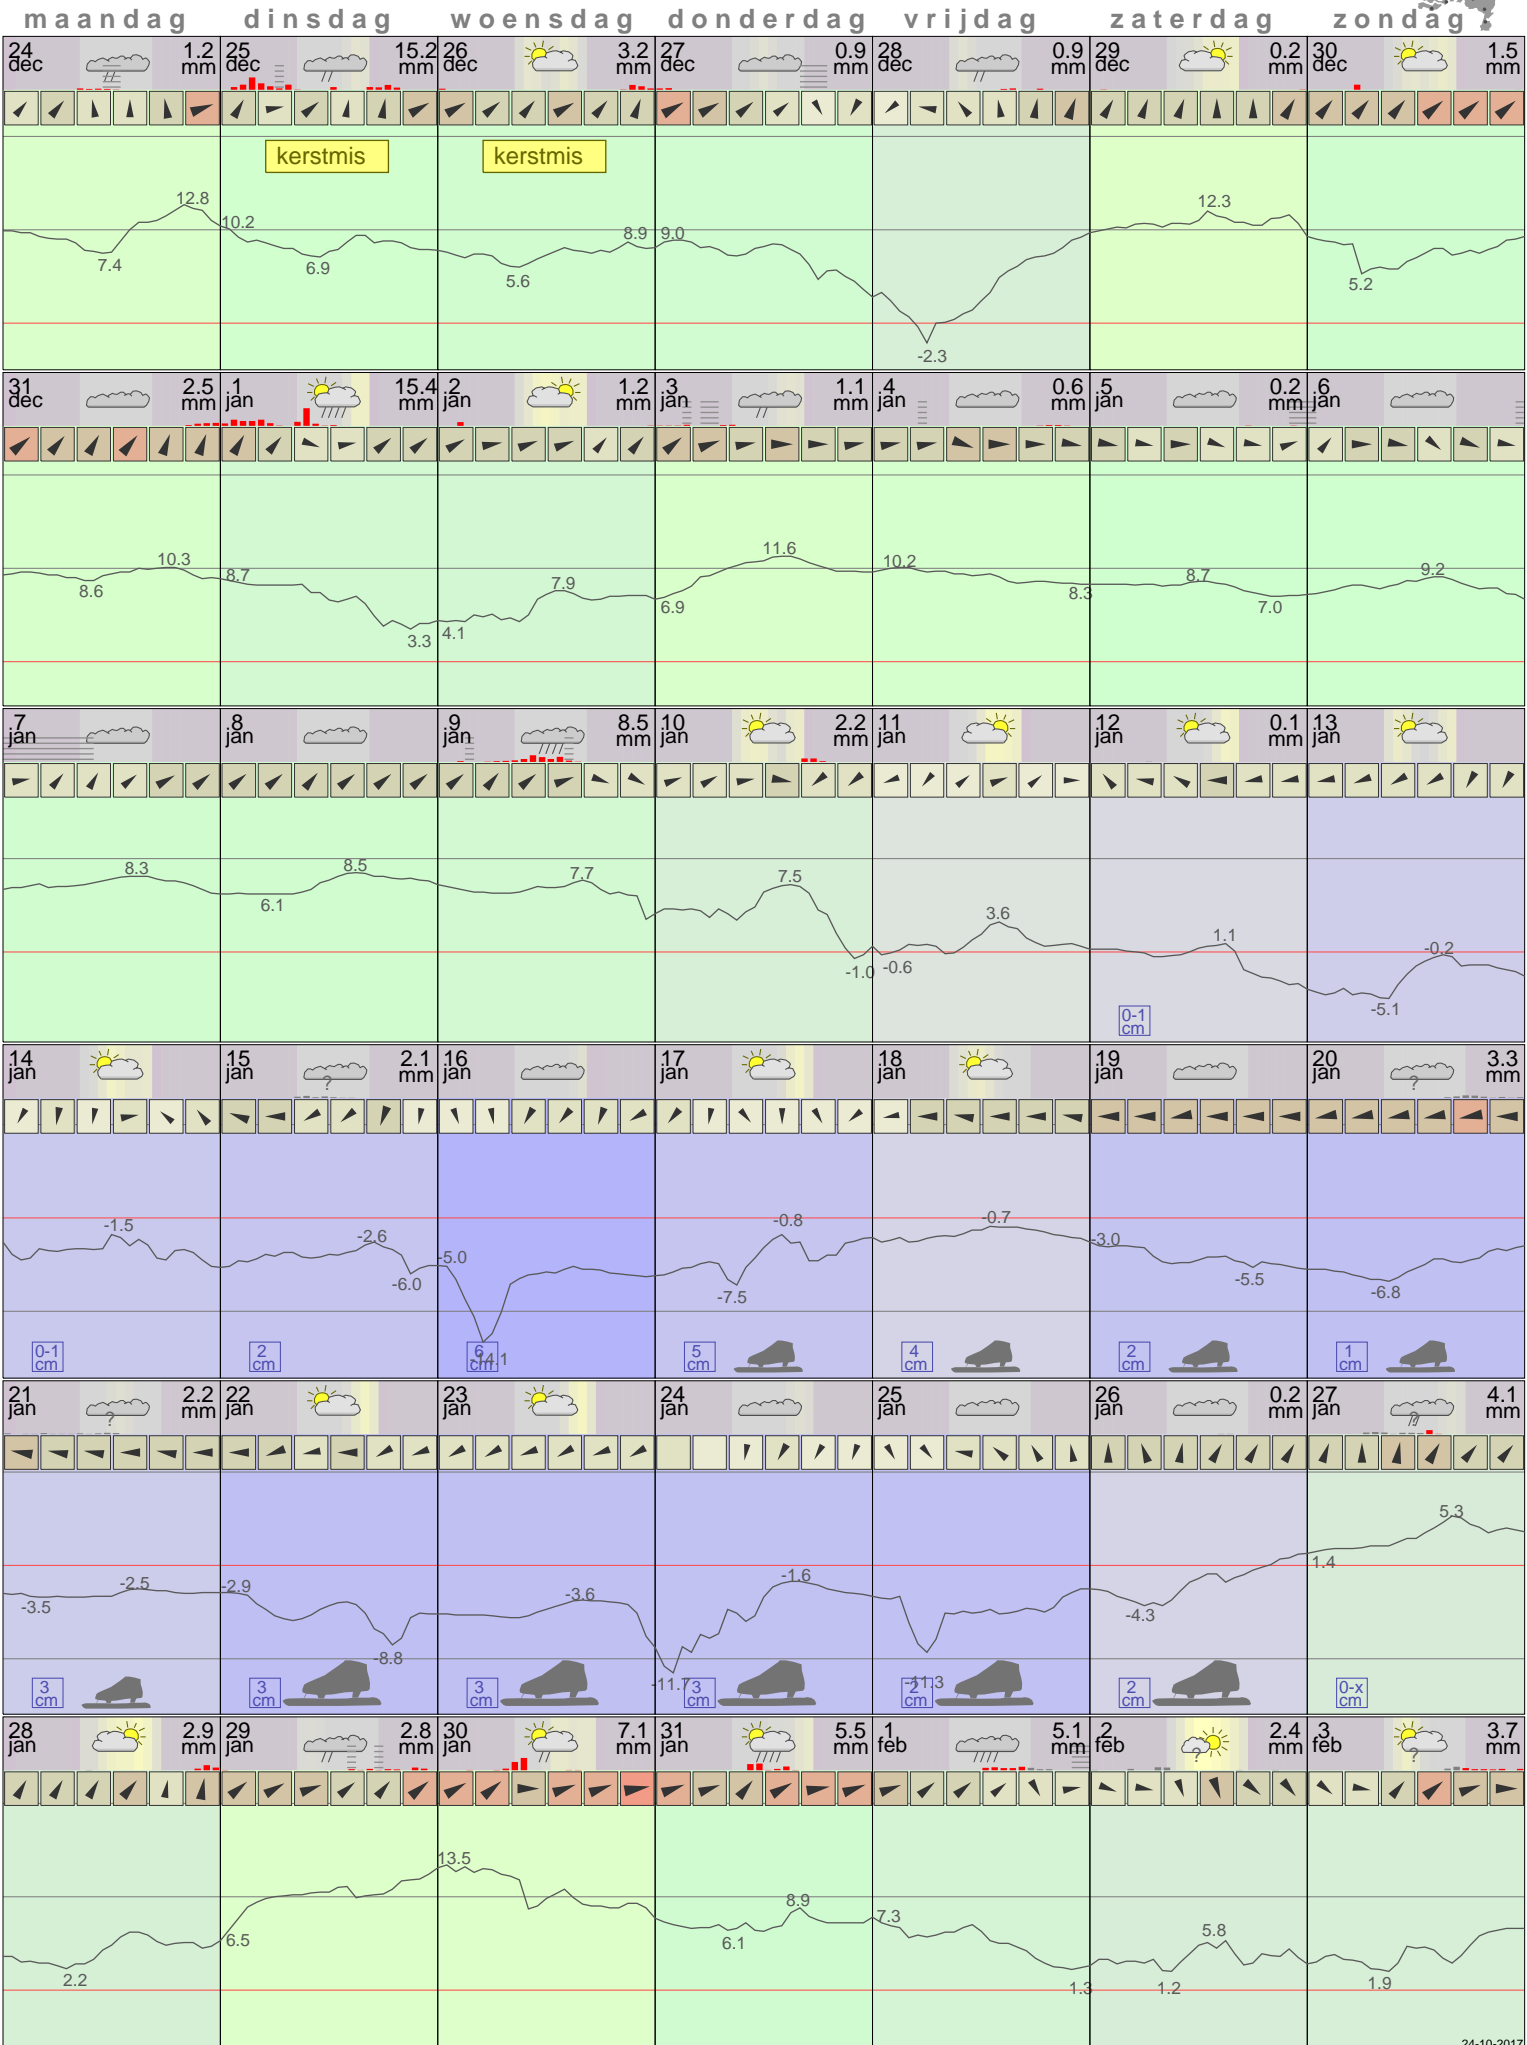 maandag dinsdag woensdag donderdag vrijdag zaterdag zondag
24 dec 1.2 mm
25 dec 15.2 mm
26 dec 3.2 mm
27 dec 0.9 mm
28 dec 0.9 mm
29 dec 0.2 mm
30 dec 1.5 mm
kerstmis kerstmis
12.8 7.4 10.2 6.9 5.6 8.9 9.0 -2.3 12.3 5.2
31 dec 2.5 mm
1 jan 15.4 mm
2 jan 1.2 mm
3 jan 1.1 mm
4 jan 0.6 mm
5 jan 0.2 mm
6 jan
8.6 10.3 8.7 3.3 4.1 7.9 6.9 11.6 10.2 8.3 8.7 7.0 9.2
7 jan
8 jan
9 jan 8.5 mm
10 jan 2.2 mm
11 jan
12 jan 0.1 mm
13 jan
8.3 6.1 8.5 7.7 7.5 -1.0 -0.6 3.6 1.1 -5.1 -0.2
0-1 cm
14 jan
15 jan 2.1 mm
16 jan
17 jan
18 jan
19 jan
20 jan 3.3 mm
? ?
-1.5 -2.6 -6.0 -5.0 -14.1 -7.5 -0.8 -0.7 -3.0 -5.5 -6.8
0-1 cm
2 cm
6 cm
5 cm
4 cm
2 cm
1 cm
21 jan 2.2 mm
22 jan
23 jan
24 jan
25 jan
26 jan 0.2 mm
27 jan 4.1 mm
? ?
-3.5 -2.5 -2.9 -8.8 -3.6 -11.7 -1.6 -11.3 -4.3 1.4 5.3
3 cm
3 cm
3 cm
3 cm
2 cm
2 cm
0-x cm
28 jan 2.9 mm
29 jan 2.8 mm
30 jan 7.1 mm
31 jan 5.5 mm
1 feb 5.1 mm
2 feb 2.4 mm
3 feb 3.7 mm
? ?
2.2 6.5 13.5 6.1 8.9 7.3 1.3 1.2 5.8 1.9
24-10-2017